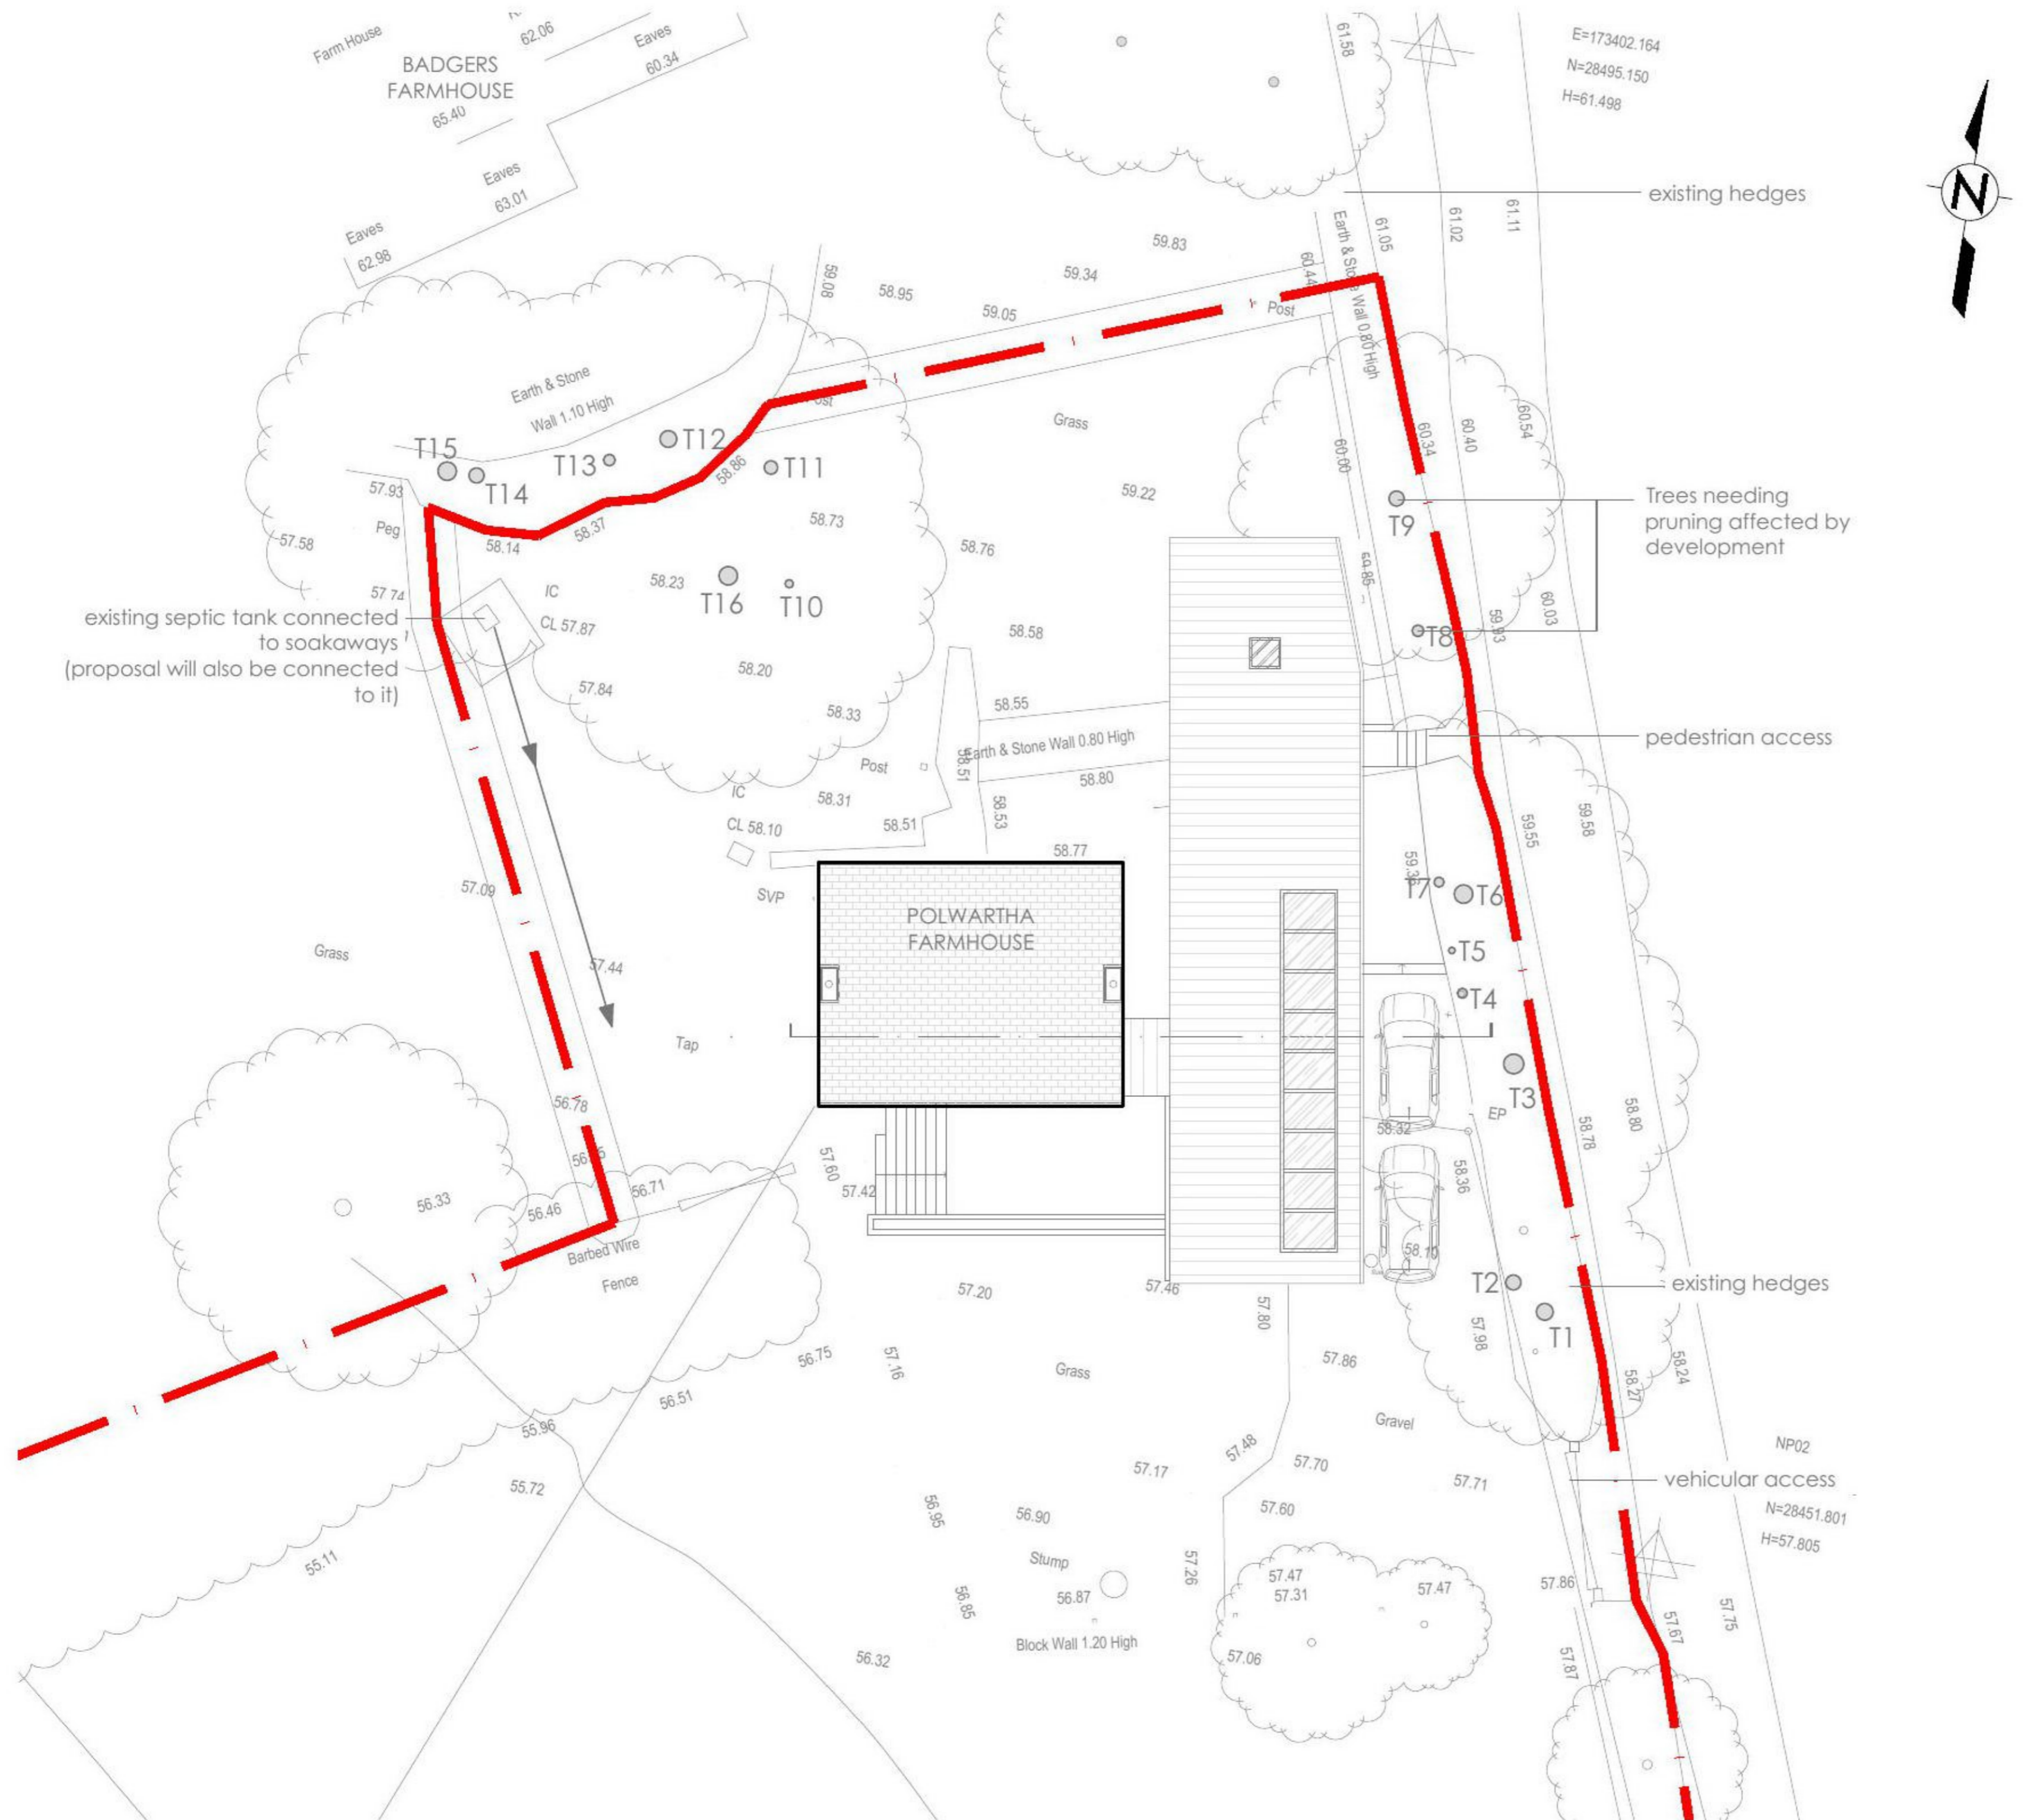 Farm House
62.06
Eaves
60.34
BADGERS
FARMHOUSE
65.40
Eaves
63.01
Eaves
62.98
61.58
E=173402.164
N=28495.150
H=61.498
N
existing hedges
61.05
61.02
61.11
59.83
59.34
58.95
59.05
59.08
60.44
Earth & Stone Wall 0.80 High
Post
Earth & Stone
Wall 1.10 High
Grass
60.00
60.34
60.40
60.54
T15
T14
T13
T12
T11
58.86
57.93
Peg
57.58
58.14
58.37
58.73
58.76
59.22
T9
Trees needing
pruning affected by
development
57.74
IC
CL 57.87
58.23
T16
T10
58.58
59.85
T8
59.93
60.03
existing septic tank connected
to soakaways
(proposal will also be connected
to it)
57.84
58.20
58.33
58.55
Earth & Stone Wall 0.80 High
58.51
58.80
pedestrian access
Post
IC
58.31
CL 58.10
58.51
58.53
58.77
59.55
59.58
57.09
SVP
POLWARTHA
FARMHOUSE
T7
T6
T5
T4
Grass
57.44
Tap
T3
EP
58.32
58.36
58.78
58.80
56.78
56.33
56.46
56.71
57.60
57.42
Barbed Wire
Fence
57.20
57.46
57.80
T2
T1
existing hedges
57.98
58.27
58.24
56.75
57.16
Grass
57.86
56.51
55.96
Gravel
57.48
NP02
55.72
57.17
57.70
57.71
vehicular access
56.95
56.90
57.60
N=28451.801
H=57.805
55.11
Stump
56.87
56.85
57.26
57.47
57.31
57.47
57.86
57.67
57.75
Block Wall 1.20 High
56.32
57.06
57.87